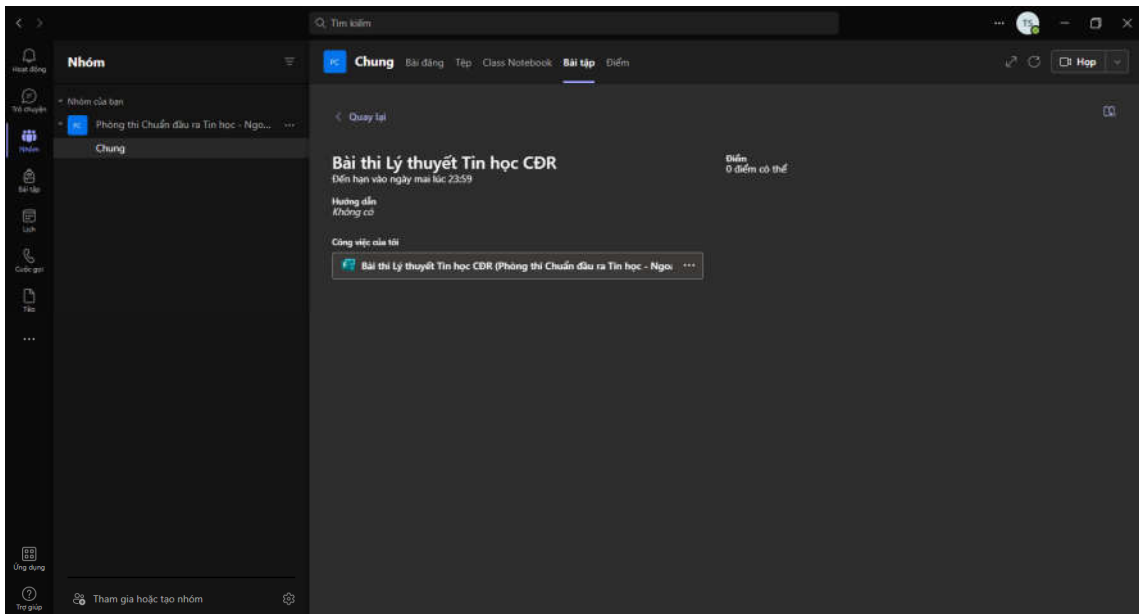 Tìm kiếm
TS
Hoạt động
Nhóm
PC
Chung
Bài đăng
Tệp
Class Notebook
Bài tập
Điểm
Họp
Trò chuyện
Nhóm của bạn
PC
Phòng thi Chuẩn đầu ra Tin học - Ngo...
Nhóm
Chung
Quay lại
Bài tập
Bài thi Lý thuyết Tin học CĐR
Đến hạn vào ngày mai lúc 23:59
Điểm
0 điểm có thể
Lịch
Hướng dẫn
Không có
Cuộc gọi
Công việc của tôi
Bài thi Lý thuyết Tin học CĐR (Phòng thi Chuẩn đầu ra Tin học - Ngo
Tệp
Ứng dụng
Trợ giúp
Tham gia hoặc tạo nhóm